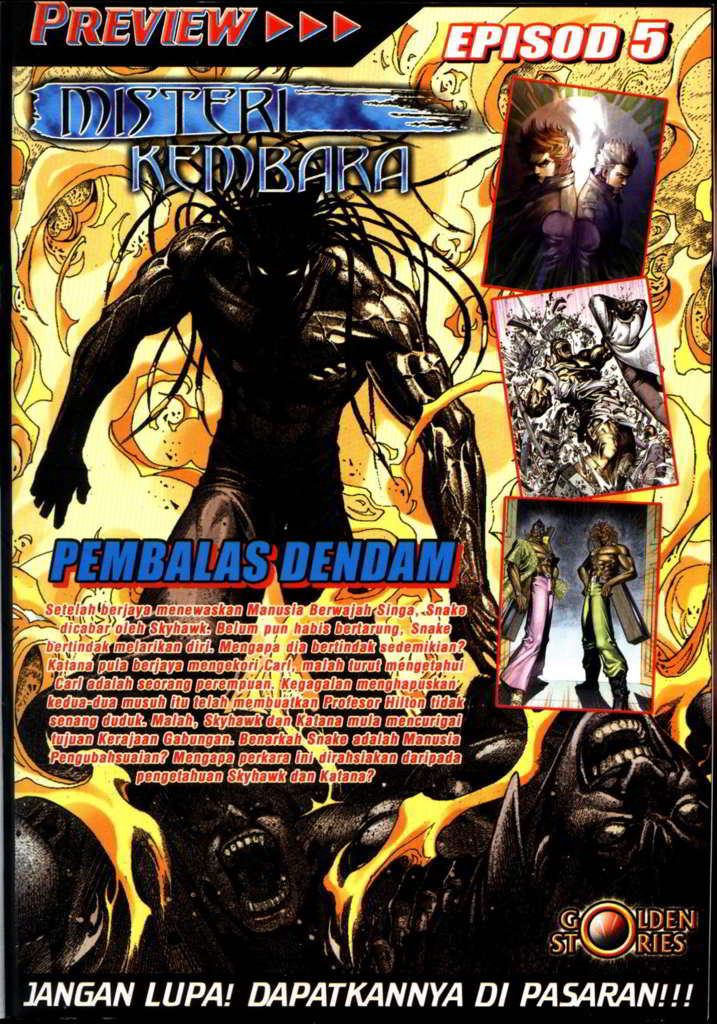 PREVIEW
EPISOD 5
MISTERI
KEMBARA
PEMBALAS DENDAM
Setelah berjaya menewaskan Manusia Berwajah Singa, Snake
dicabar oleh Skyhawk. Belum pun habis bertarung, Snake
bertindak melarikan diri. Mengapa dia bertindak sedemikian?
Katana pula berjaya mengekori Carl, malah turut mengetahui
Carl adalah seorang perempuan. Kegagalan menghapuskan
kedua-dua musuh itu telah membuatkan Profesor Hilton tidak
senang duduk. Malah, Skyhawk dan Katana mula mencurigai
tujuan Kerajaan Gabungan. Benarkah Snake adalah Manusia
Pengubahsuaian? Mengapa perkara ini dirahsiakan daripada
pengetahuan Skyhawk dan Katana?
GOLDEN
STORIES
JANGAN LUPA! DAPATKANNYA DI PASARAN!!!